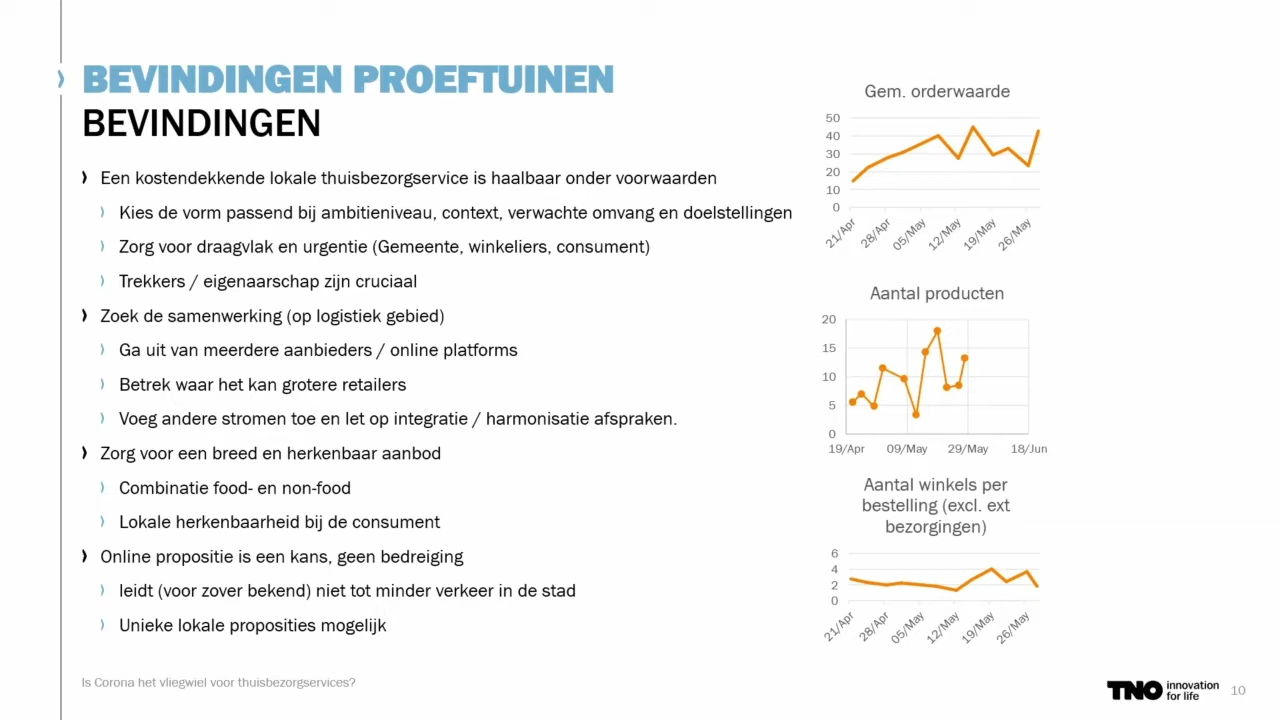 BEVINDINGEN PROEFTUINEN
BEVINDINGEN
Een kostendekkende lokale thuisbezorgservice is haalbaar onder voorwaarden
Kies de vorm passend bij ambitieniveau, context, verwachte omvang en doelstellingen
Zorg voor draagvlak en urgentie (Gemeente, winkeliers, consument)
Trekkers / eigenaarschap zijn cruciaal
Zoek de samenwerking (op logistiek gebied)
Ga uit van meerdere aanbieders / online platforms
Betrek waar het kan grotere retailers
Voeg andere stromen toe en let op integratie / harmonisatie afspraken.
Zorg voor een breed en herkenbaar aanbod
Combinatie food- en non-food
Lokale herkenbaarheid bij de consument
Online propositie is een kans, geen bedreiging
leidt (voor zover bekend) niet tot minder verkeer in de stad
Unieke lokale proposities mogelijk
Gem. orderwaarde
50
40
30
20
10
0
21/Apr 28/Apr 05/May 12/May 19/May 26/May
Aantal producten
20
15
10
5
0
19/Apr 09/May 29/May 18/Jun
Aantal winkels per
bestelling (excl. ext
bezorgingen)
6
4
2
0
21/Apr 28/Apr 05/May 12/May 19/May 26/May
Is Corona het vliegwiel voor thuisbezorgservices?
TNO innovation
for life
10